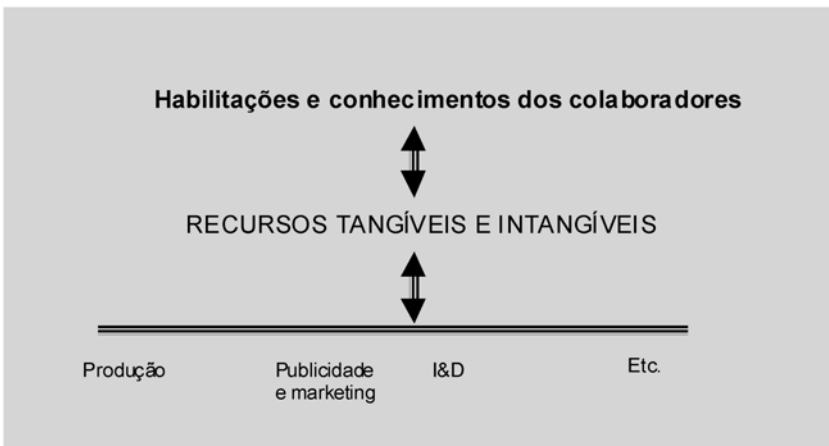 Habilitações e conhecimentos dos colaboradores
RECURSOS TANGÍVEIS E INTANGÍVEIS
Produção
Publicidade
e marketing
I&D
Etc.